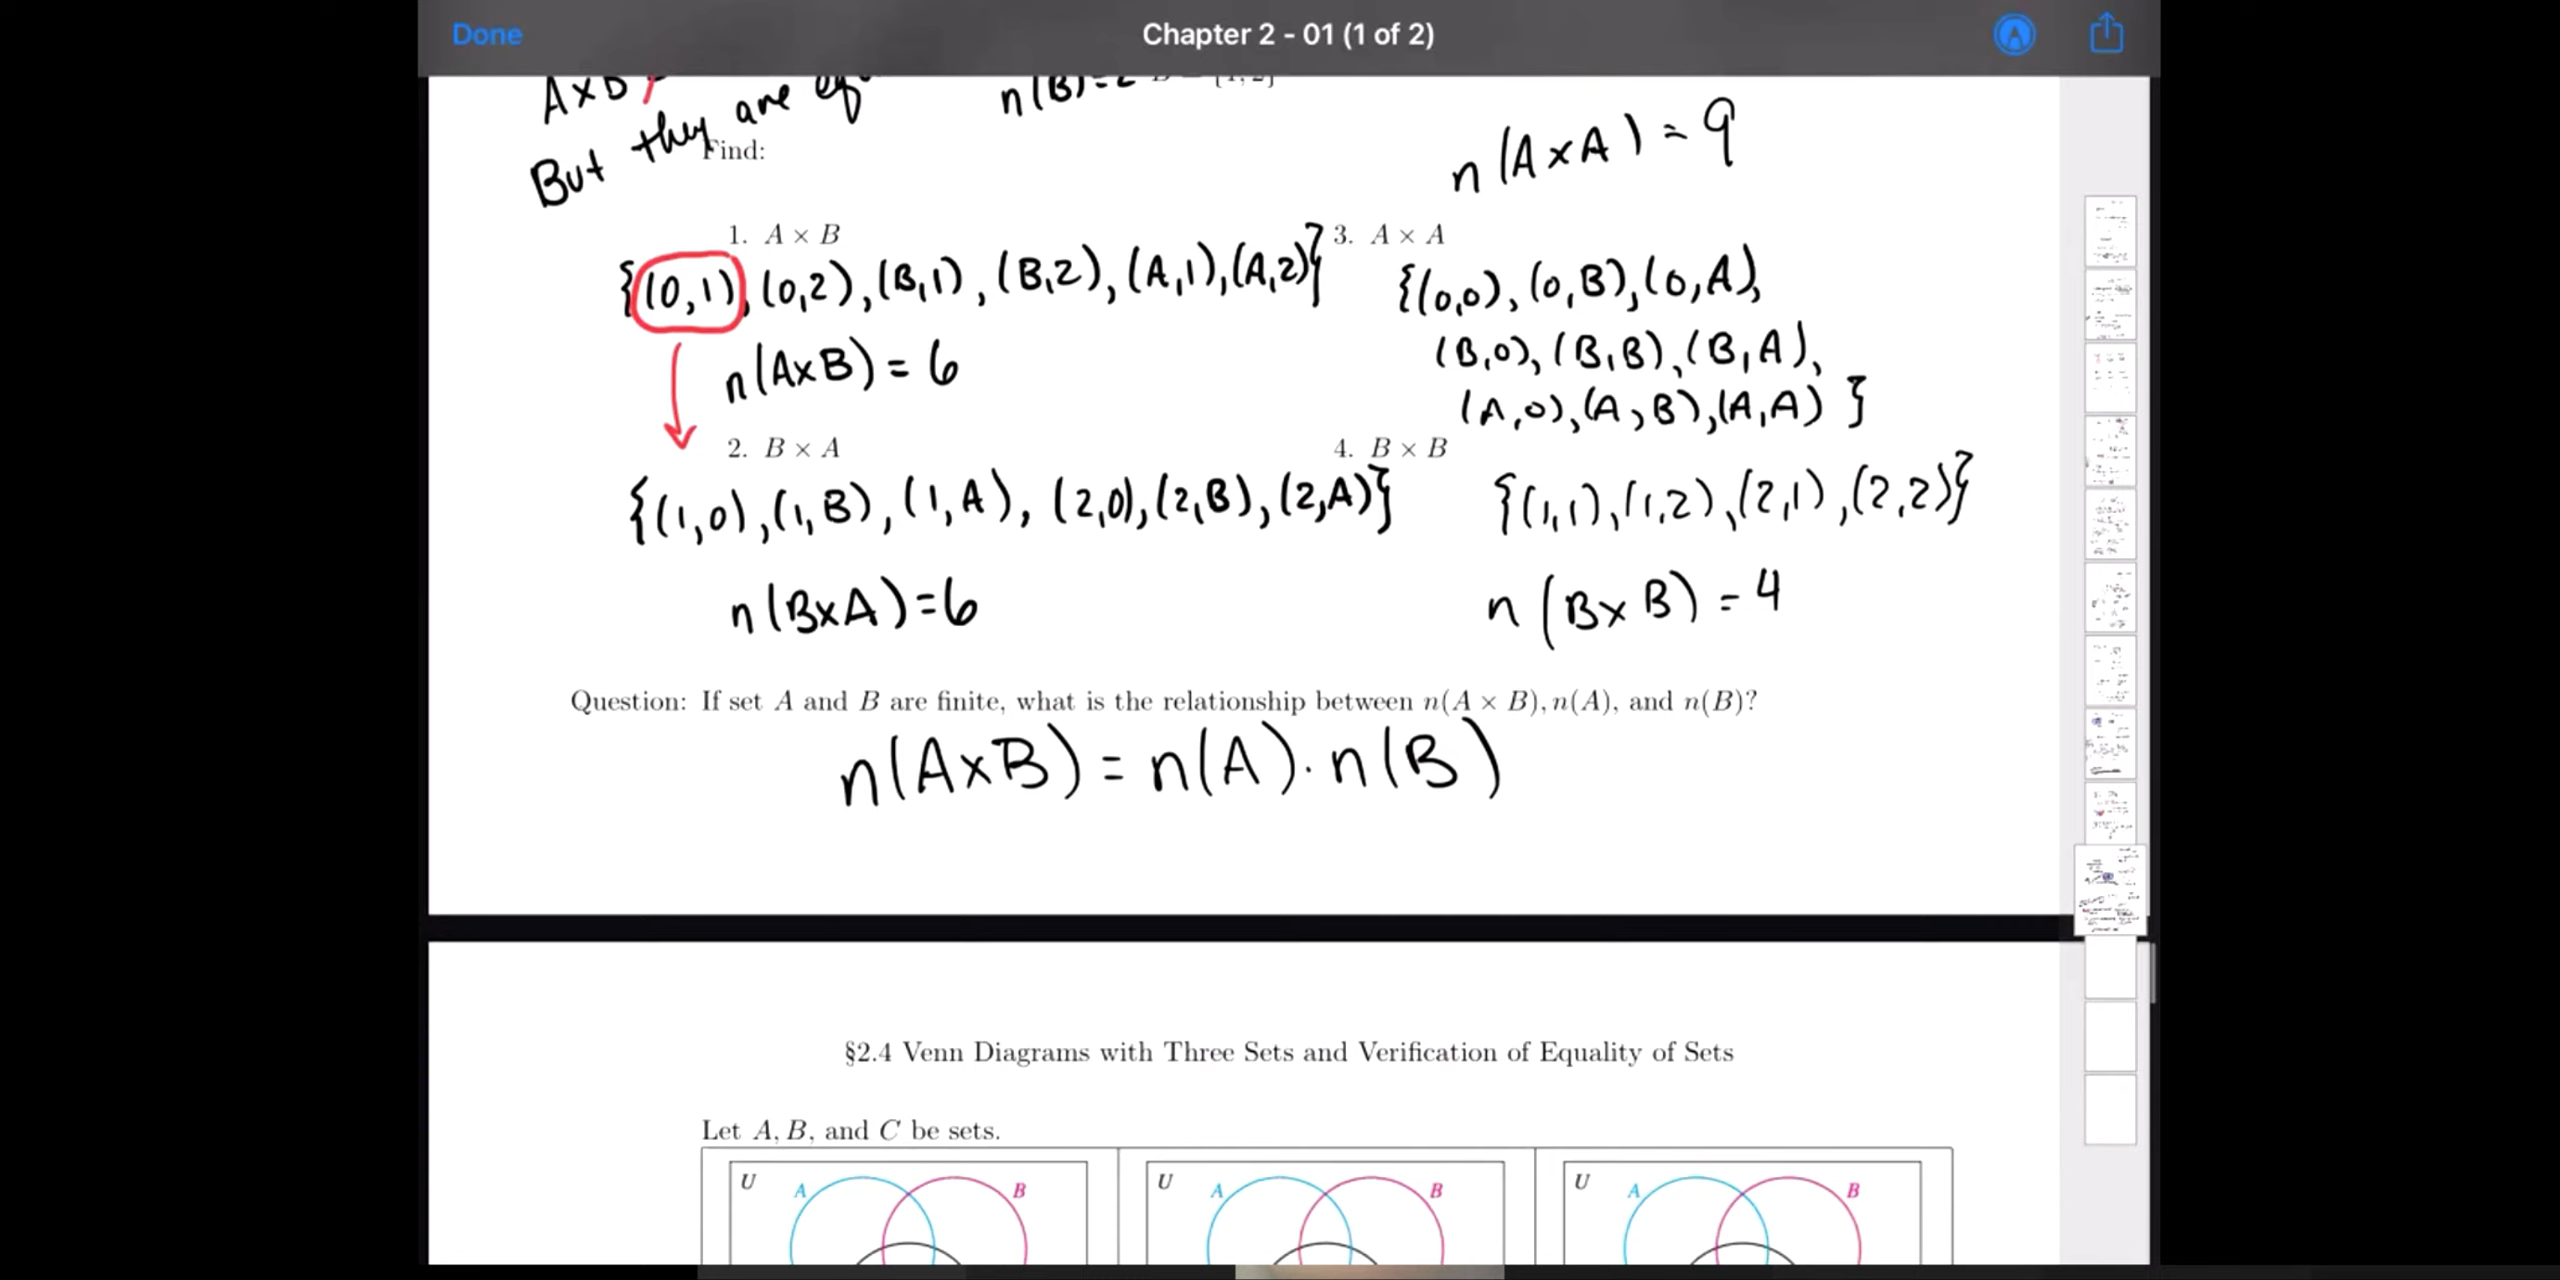 Done
Chapter 2 - 01 (1 of 2)
A×B
But they are
n(B)=2
Find:
n(A×A) = 9
1. A × B
{(0,1), (0,2), (B,1), (B,2), (A,1), (A,2)}
n(A×B) = 6
2. B × A
{(1,0), (1,B), (1,A), (2,0), (2,B), (2,A)}
n(B×A) = 6
3. A × A
{(0,0), (0,B), (0,A),
(B,0), (B,B), (B,A),
(A,0), (A,B), (A,A) }
4. B × B
{(1,1), (1,2), (2,1), (2,2)}
n(B×B) = 4
Question: If set A and B are finite, what is the relationship between n(A × B), n(A), and n(B)?
n(A×B) = n(A) · n(B)
§2.4 Venn Diagrams with Three Sets and Verification of Equality of Sets
Let A, B, and C be sets.
U A B
U A B
U A B